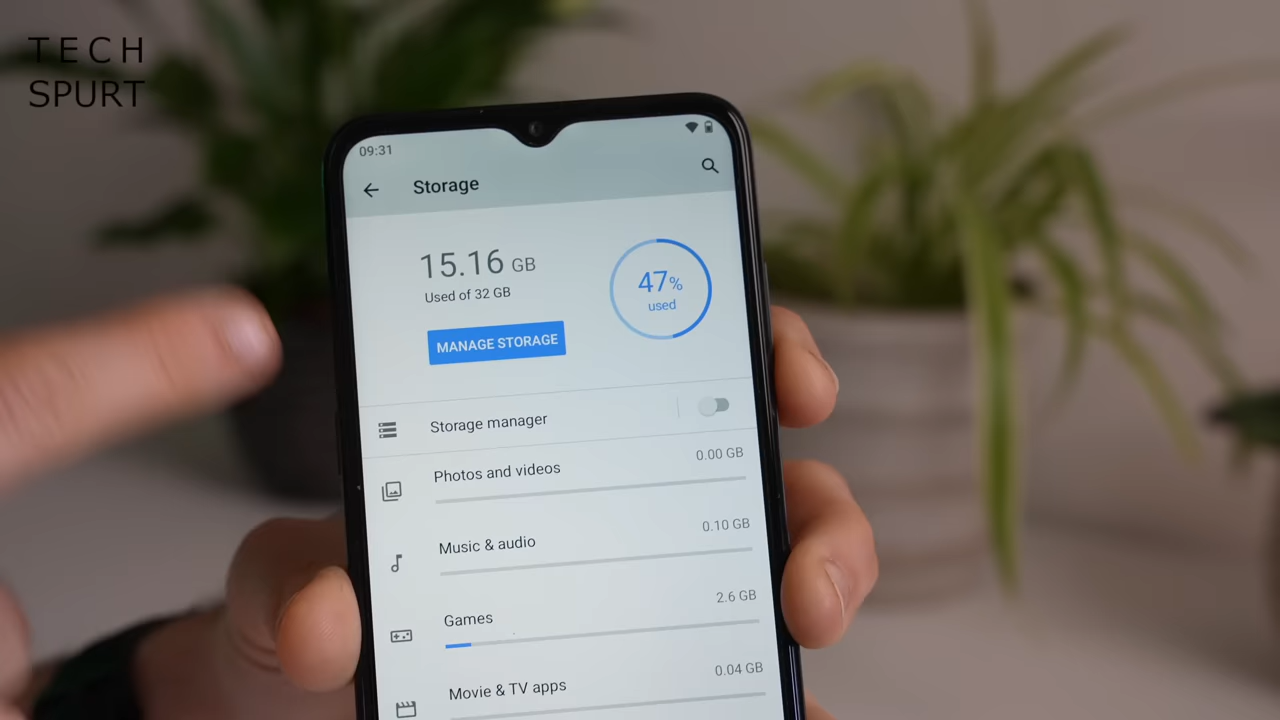 TECH
SPURT
09:31
Storage
15.16 GB
Used of 32 GB
47%
used
MANAGE STORAGE
Storage manager
Photos and videos 0.00 GB
Music & audio 0.10 GB
Games 2.6 GB
Movie & TV apps 0.04 GB